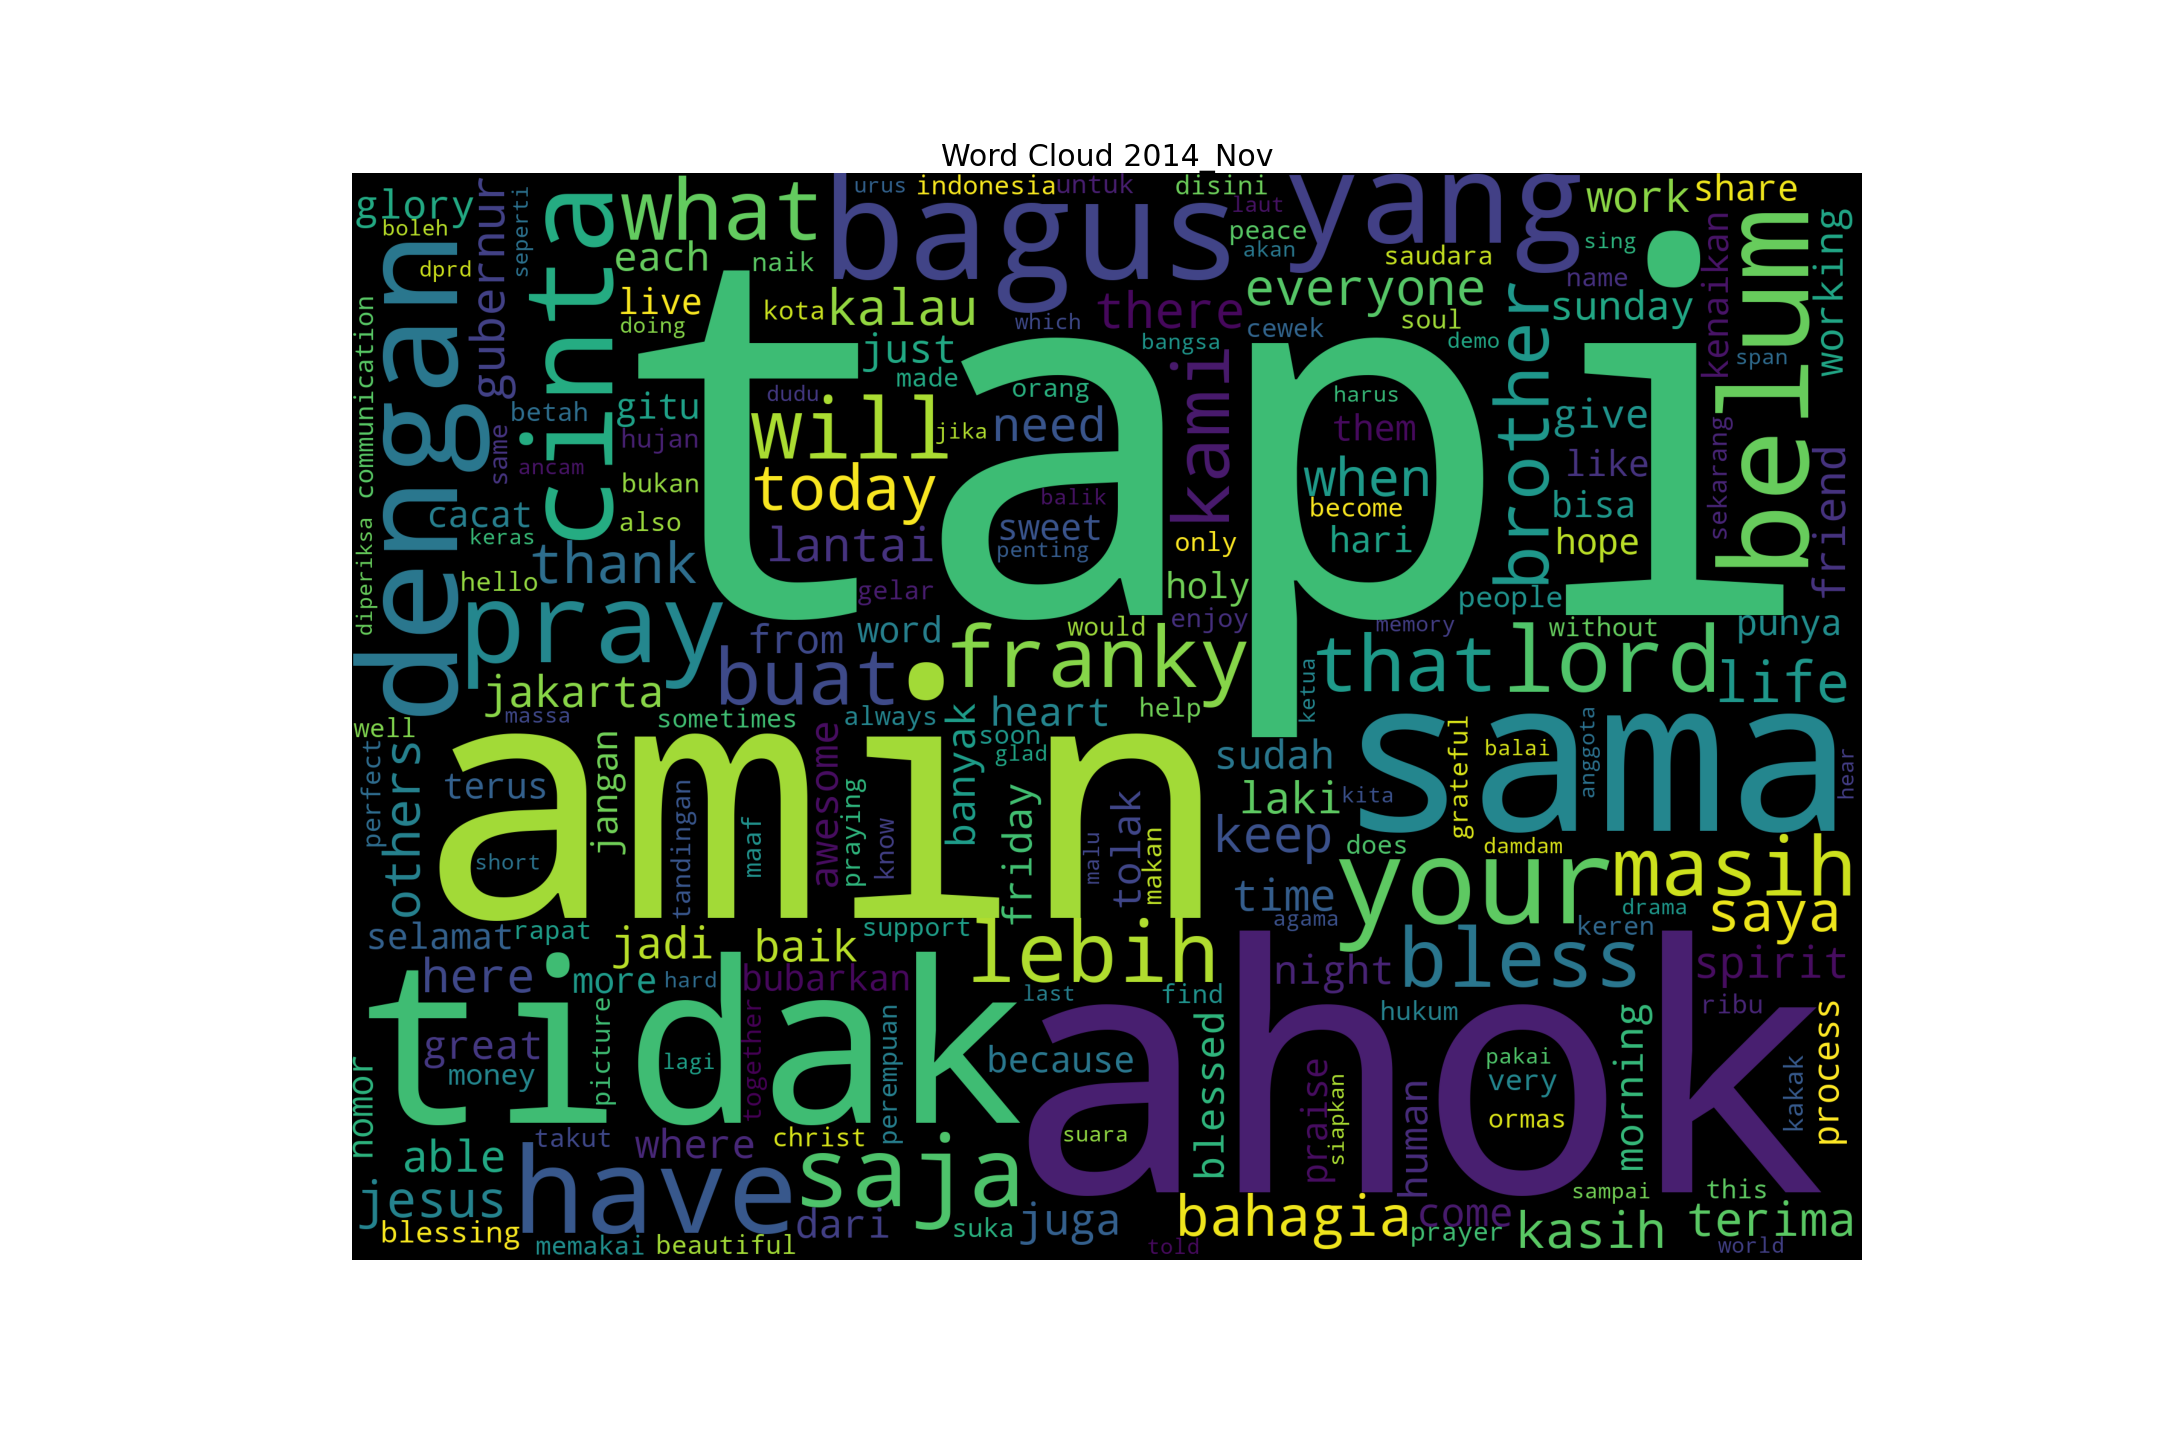 Word Cloud 2014_Nov
glory
boleh
dprd
dengan
gubernur
seperti
cinta
what
each
naik
live
doing
kota
kalau
bagus
urus
indonesia
untuk
disini
laut
peace
akan
yang
saudara
work
share
sing
name
sunday
kenaikan
belum
working
span
tapi
there
everyone
which
just
made
cewek
soul
demo
bangsa
kami
brother
give
like
bisa
hope
sekarang
friend
diperiksa
communication
same
betah
ancam
gitu
hujan
bukan
also
dudu
will
jika
today
lantai
orang
need
balik
sweet
penting
harus
them
when
become
hari
only
cacat
keras
hello
thank
gelar
holy
enjoy
people
without
punya
pray
from
word
would
memory
buat
franky
that
lord
life
jakarta
massa
sometimes
always
heart
help
ketua
well
perfect
others
amin
soon
glad
sudah
sama
grateful
balai
anggota
hear
terus
jangan
tandingan
maaf
awesome
praying
know
banyak
friday
malu
tolak
makan
laki
kita
keep
short
does
damdam
your
masih
time
agama
drama
keren
saya
selamat
rapat
jadi
baik
support
lebih
night
bless
spirit
here
more
hard
bubarkan
last
find
hukum
ribu
tidak
ahok
great
money
picture
lagi
together
perempuan
because
blessed
pakai
very
ormas
morning
kakak
process
nomor
able
takut
where
christ
suara
praise
siapkan
human
jesus
have
saja
blessing
memakai
beautiful
dari
suka
juga
told
bahagia
come
prayer
sampai
this
kasih
terima
world